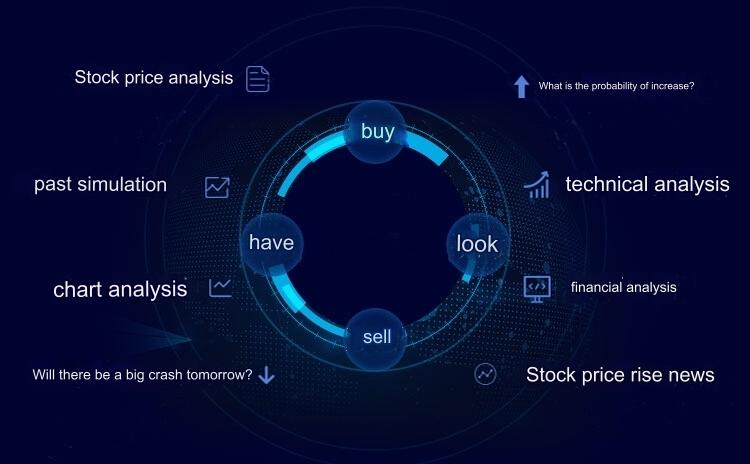 Stock price analysis
What is the probability of increase?
buy
past simulation
technical analysis
have
look
chart analysis
financial analysis
sell
Will there be a big crash tomorrow?
Stock price rise news